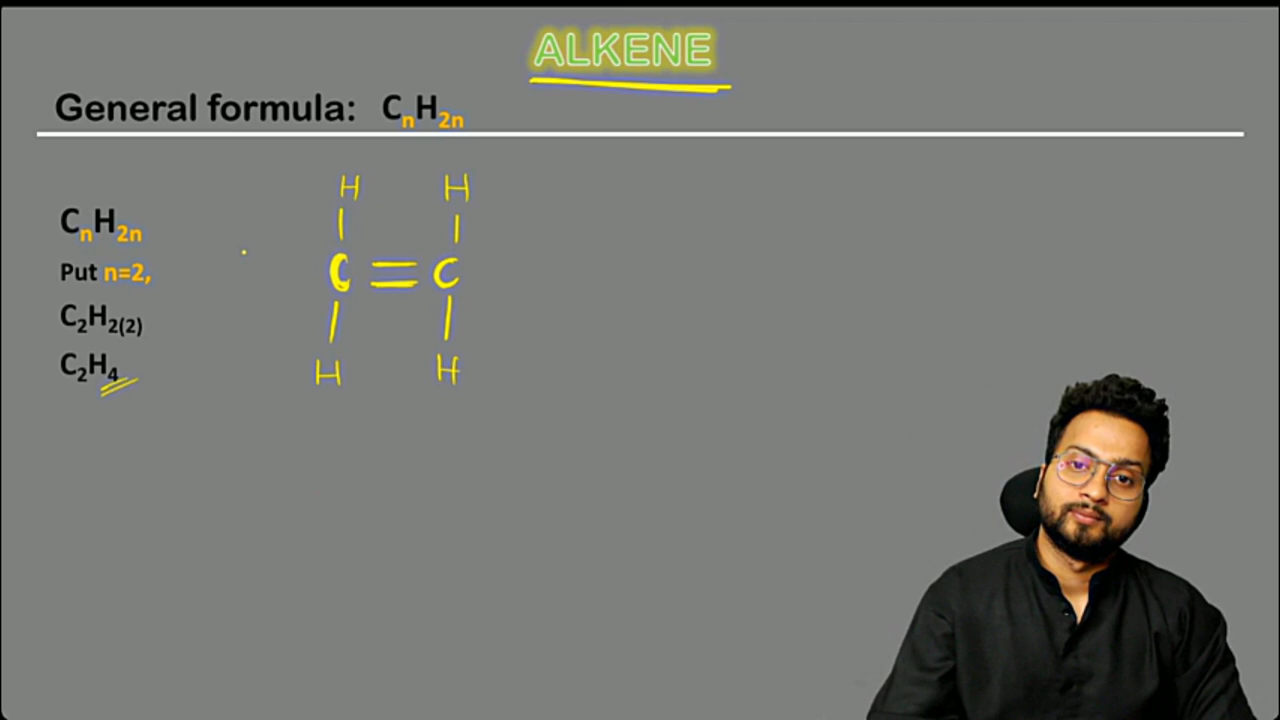 ALKENE
General formula: CₙH₂ₙ
CₙH₂ₙ
Put n=2,
C₂H₂₍₂₎
C₂H₄
H H
C = C
H H